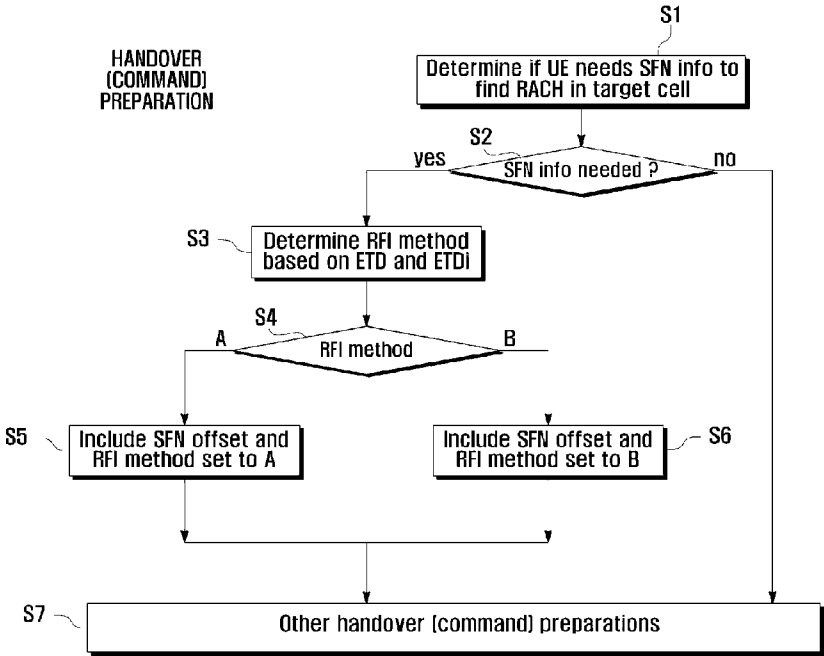 S1
HANDOVER
(COMMAND)
PREPARATION
Determine if UE needs SFN info to
find RACH in target cell
S2
yes
SFN info needed ?
no
S3
Determine RFI method
based on ETD and ETDi
S4
A
RFI method
B
S5
Include SFN offset and
RFI method set to A
Include SFN offset and
RFI method set to B
S6
S7
Other handover (command) preparations